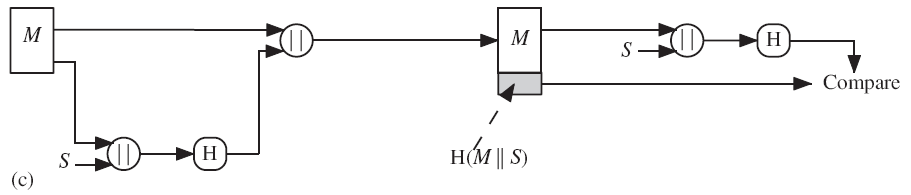 M || M || H
S Compare
S || H H(M || S)
(c)